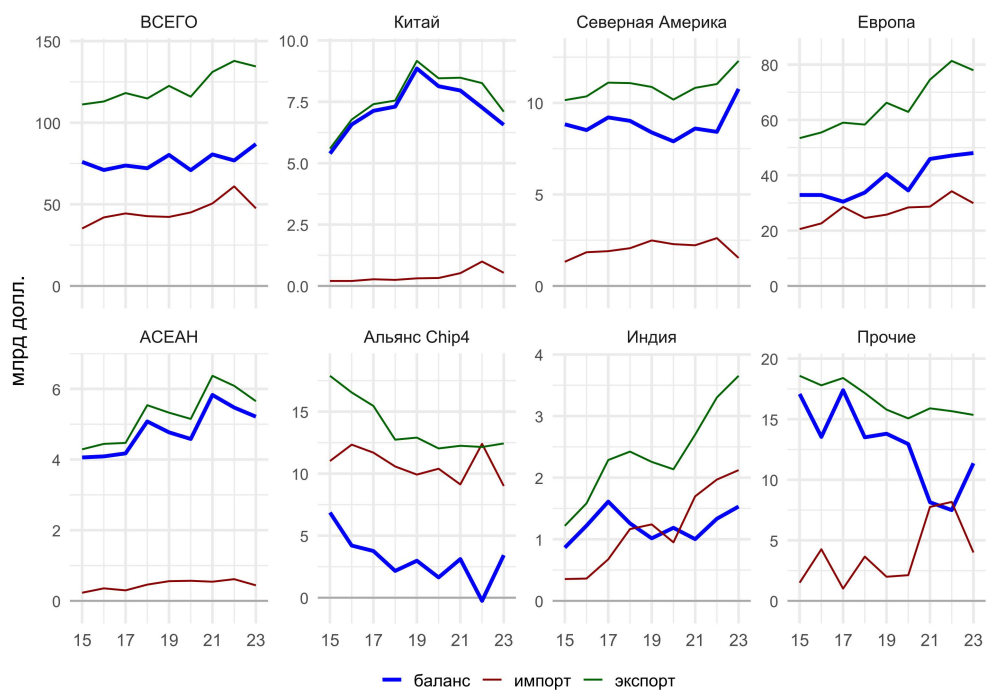 ВСЕГО
Китай
Северная Америка
Европа
150
100
50
0
10.0
7.5
5.0
2.5
0.0
10
5
0
80
60
40
20
0
млрд долл.
АСЕАН
Альянс Chip4
Индия
Прочие
6
4
2
0
15
10
5
0
4
3
2
1
0
20
15
10
5
0
15 17 19 21 23
15 17 19 21 23
15 17 19 21 23
15 17 19 21 23
баланс импорт экспорт